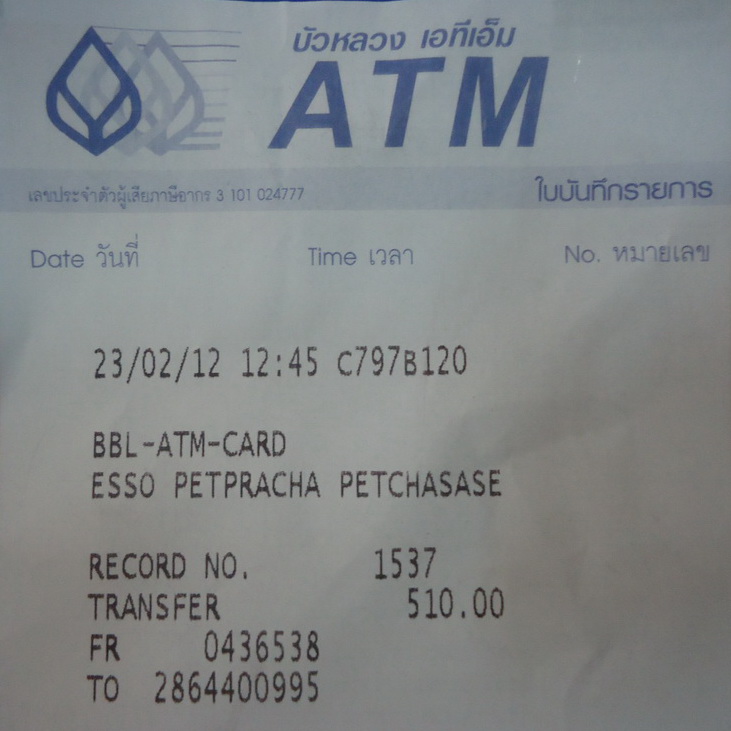 บัวหลวง เอทีเอ็ม
ATM
เลขประจำตัวผู้เสียภาษีอากร 3 101 024777 ใบบันทึกรายการ
Date วันที่ Time เวลา No. หมายเลข
23/02/12 12:45 C797B120
BBL-ATM-CARD
ESSO PETPRACHA PETCHASASE
RECORD NO. 1537
TRANSFER 510.00
FR 0436538
TO 2864400995